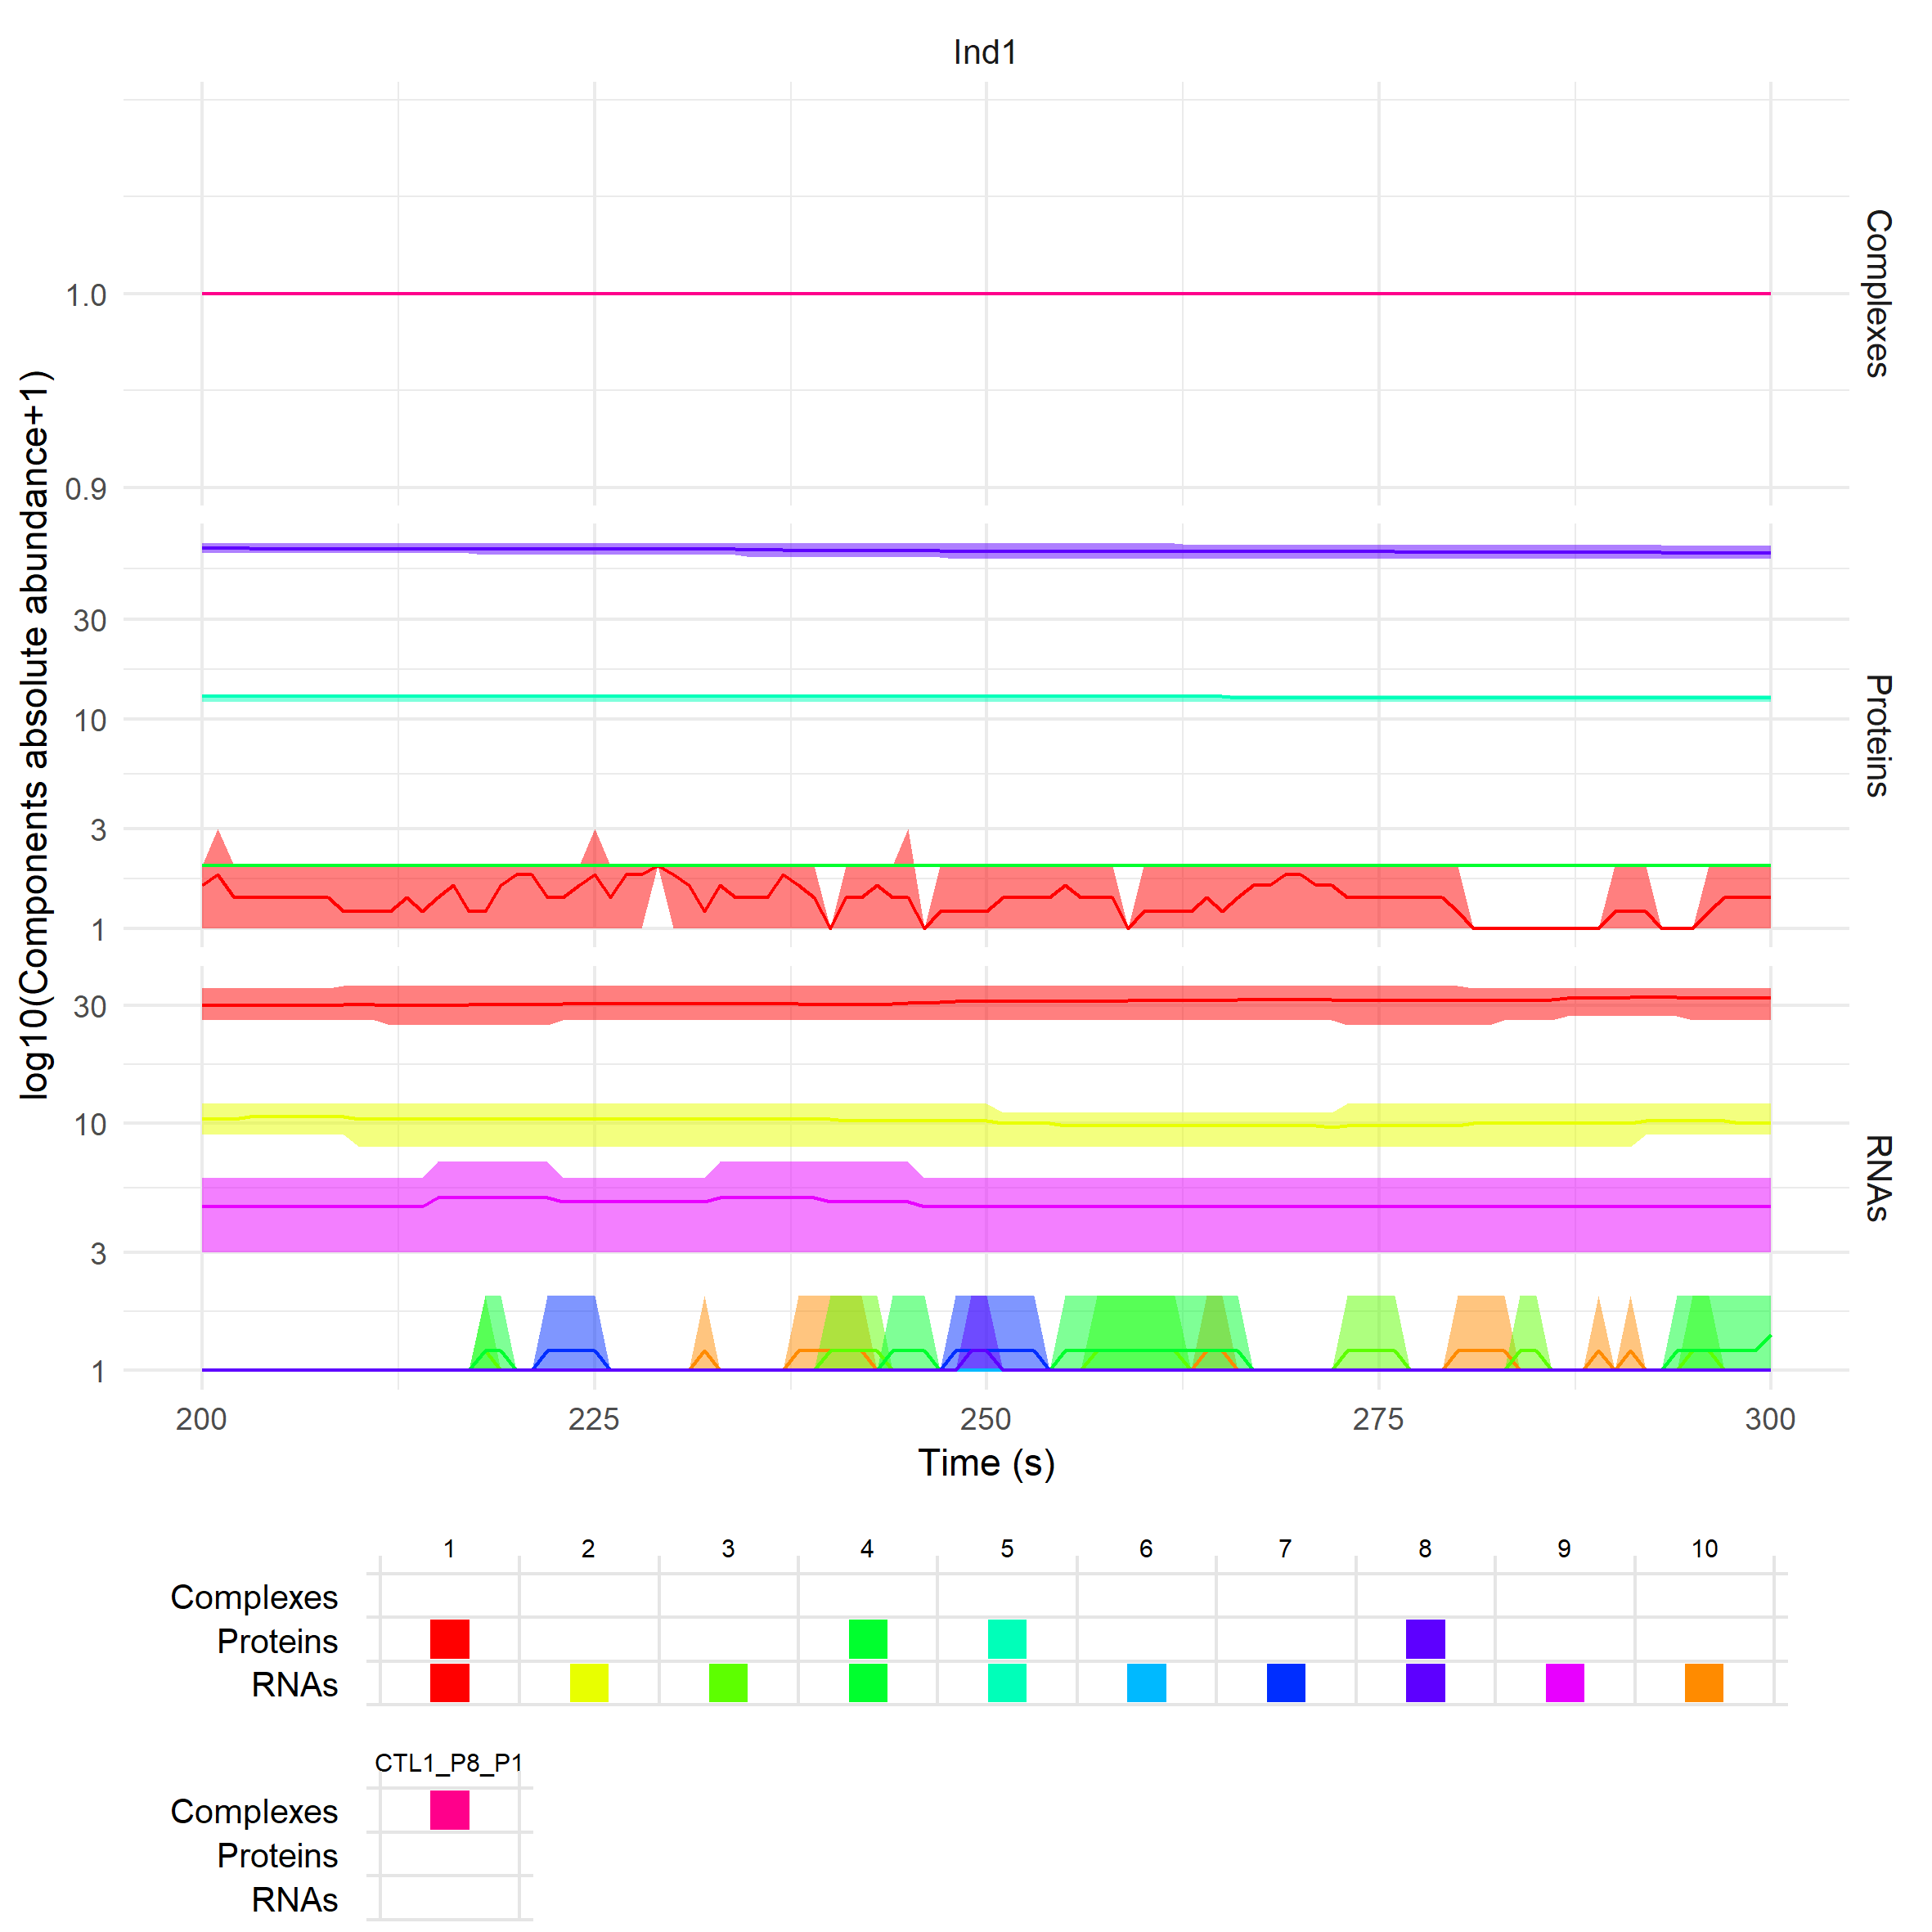 Ind1
Complexes
1.0
0.9
log10(Components absolute abundance+1)
Proteins
30
10
3
1
RNAs
30
10
3
1
200 225 250 275 300
Time (s)
1 2 3 4 5 6 7 8 9 10
Complexes
Proteins
RNAs
CTL1_P8_P1
Complexes
Proteins
RNAs